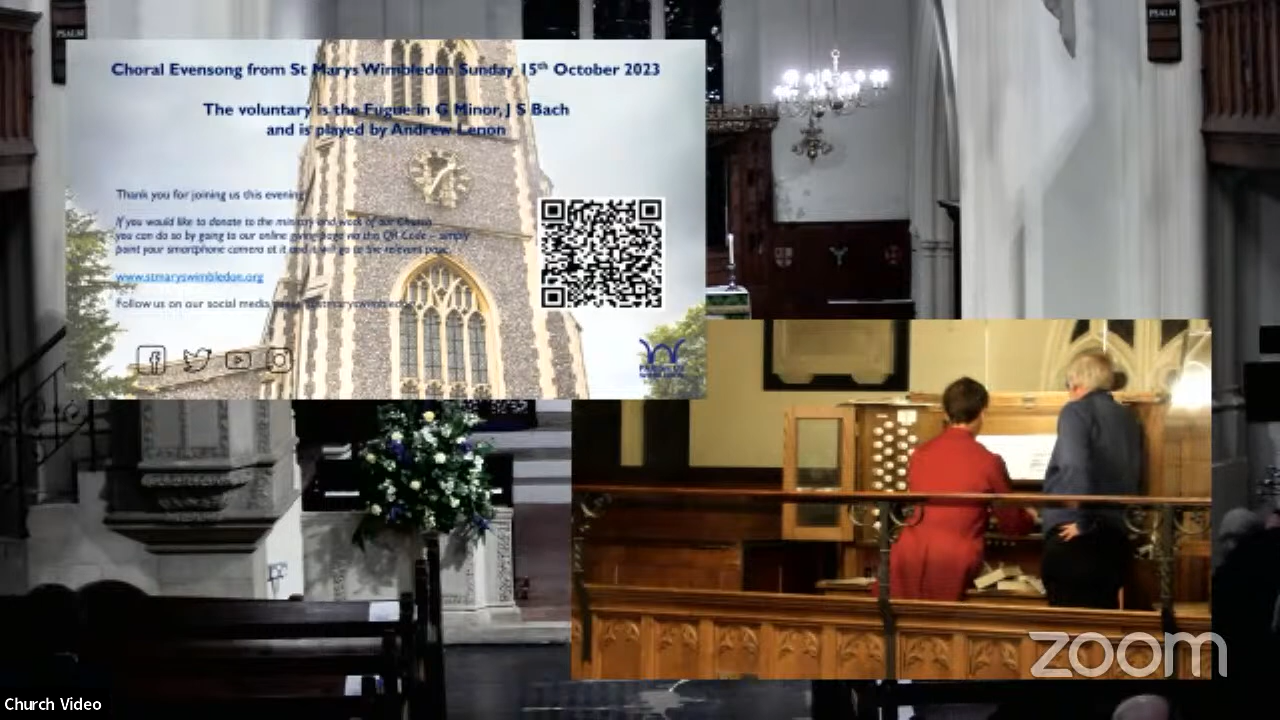 PSALM
PSALM
Choral Evensong from St Marys Wimbledon Sunday 15th October 2023
The voluntary is the Fugue in G Minor, J S Bach
and is played by Andrew Lenon
Thank you for joining us this evening
If you would like to donate to the ministry and work of our Church
you can do so by going to our online giving page via this QR Code – simply
point your smartphone camera at it and it will go to the relevant page.
www.stmaryswimbledon.org
Follow us on our social media
zoom
Church Video